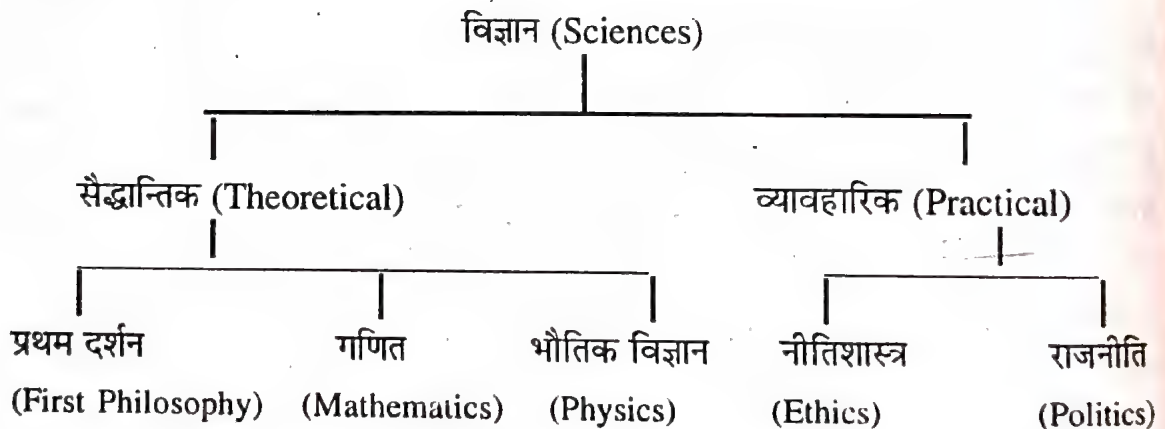 विज्ञान (Sciences)
सैद्धान्तिक (Theoretical) व्यावहारिक (Practical)
प्रथम दर्शन गणित भौतिक विज्ञान नीतिशास्त्र राजनीति
(First Philosophy) (Mathematics) (Physics) (Ethics) (Politics)